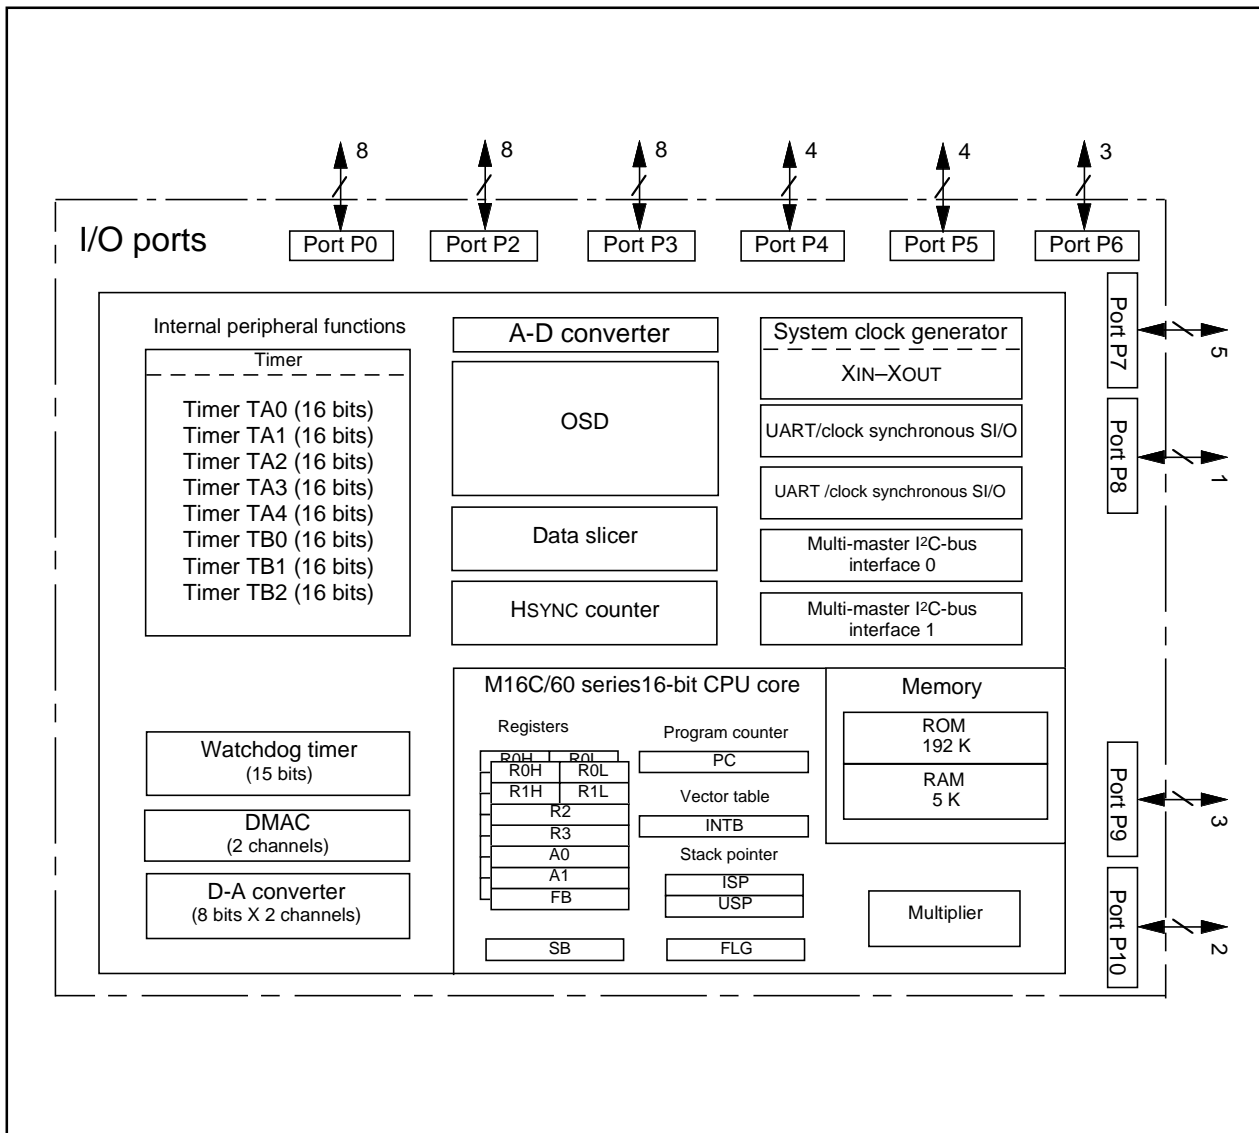 8
8
8
4
4
3
I/O ports
Port P0
Port P2
Port P3
Port P4
Port P5
Port P6
Port P7
5
Port P8
1
Port P9
3
Port P10
2
Internal peripheral functions
Timer
Timer TA0 (16 bits)
Timer TA1 (16 bits)
Timer TA2 (16 bits)
Timer TA3 (16 bits)
Timer TA4 (16 bits)
Timer TB0 (16 bits)
Timer TB1 (16 bits)
Timer TB2 (16 bits)
Watchdog timer
(15 bits)
DMAC
(2 channels)
D-A converter
(8 bits X 2 channels)
A-D converter
OSD
Data slicer
HSYNC counter
System clock generator
XIN–XOUT
UART/clock synchronous SI/O
UART /clock synchronous SI/O
Multi-master I²C-bus
interface 0
Multi-master I²C-bus
interface 1
M16C/60 series16-bit CPU core
Registers
R0H R0L
R0H R0L
R1H R1L
R2
R3
A0
A1
FB
SB
Program counter
PC
Vector table
INTB
Stack pointer
ISP
USP
FLG
Memory
ROM
192 K
RAM
5 K
Multiplier